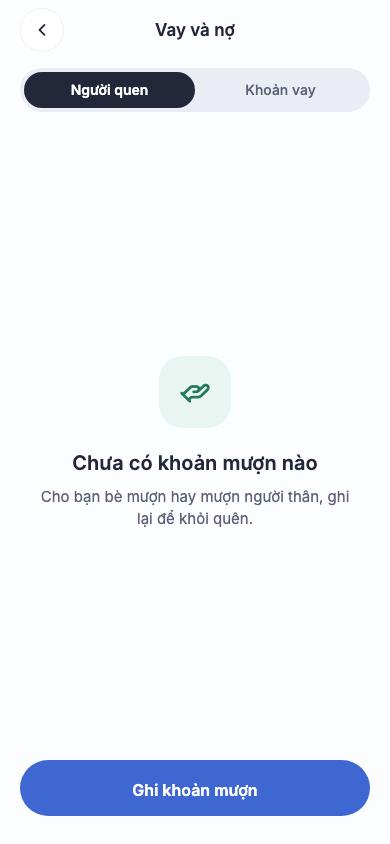 Vay và nợ
Người quen
Khoản vay
Chưa có khoản mượn nào
Cho bạn bè mượn hay mượn người thân, ghi
lại để khỏi quên.
Ghi khoản mượn